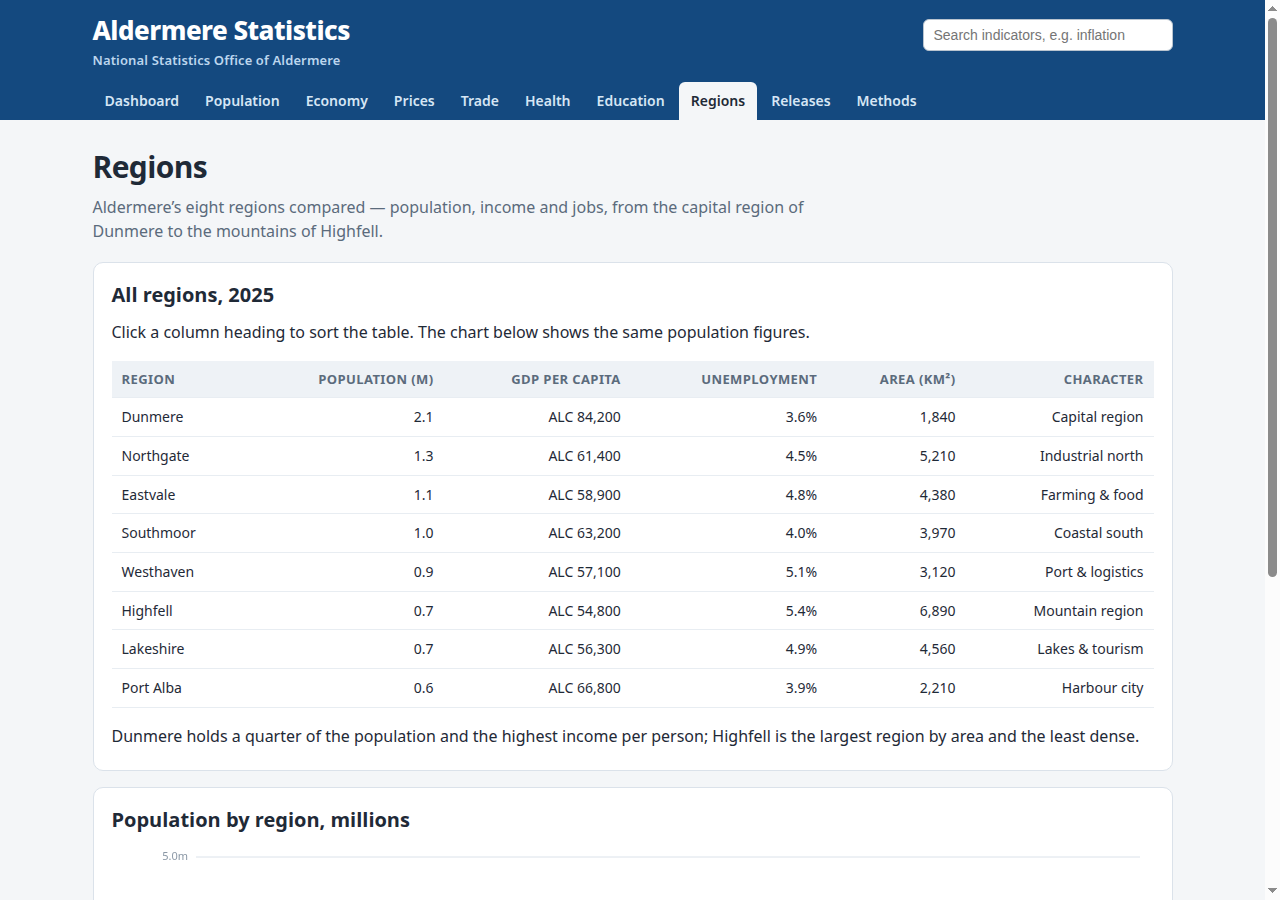 Aldermere Statistics
National Statistics Office of Aldermere
Search indicators, e.g. inflation
Dashboard Population Economy Prices Trade Health Education Regions Releases Methods
Regions
Aldermere’s eight regions compared — population, income and jobs, from the capital region of
Dunmere to the mountains of Highfell.
All regions, 2025
Click a column heading to sort the table. The chart below shows the same population figures.
REGION POPULATION (M) GDP PER CAPITA UNEMPLOYMENT AREA (KM²) CHARACTER
Dunmere 2.1 ALC 84,200 3.6% 1,840 Capital region
Northgate 1.3 ALC 61,400 4.5% 5,210 Industrial north
Eastvale 1.1 ALC 58,900 4.8% 4,380 Farming & food
Southmoor 1.0 ALC 63,200 4.0% 3,970 Coastal south
Westhaven 0.9 ALC 57,100 5.1% 3,120 Port & logistics
Highfell 0.7 ALC 54,800 5.4% 6,890 Mountain region
Lakeshire 0.7 ALC 56,300 4.9% 4,560 Lakes & tourism
Port Alba 0.6 ALC 66,800 3.9% 2,210 Harbour city
Dunmere holds a quarter of the population and the highest income per person; Highfell is the largest region by area and the least dense.
Population by region, millions
5.0m